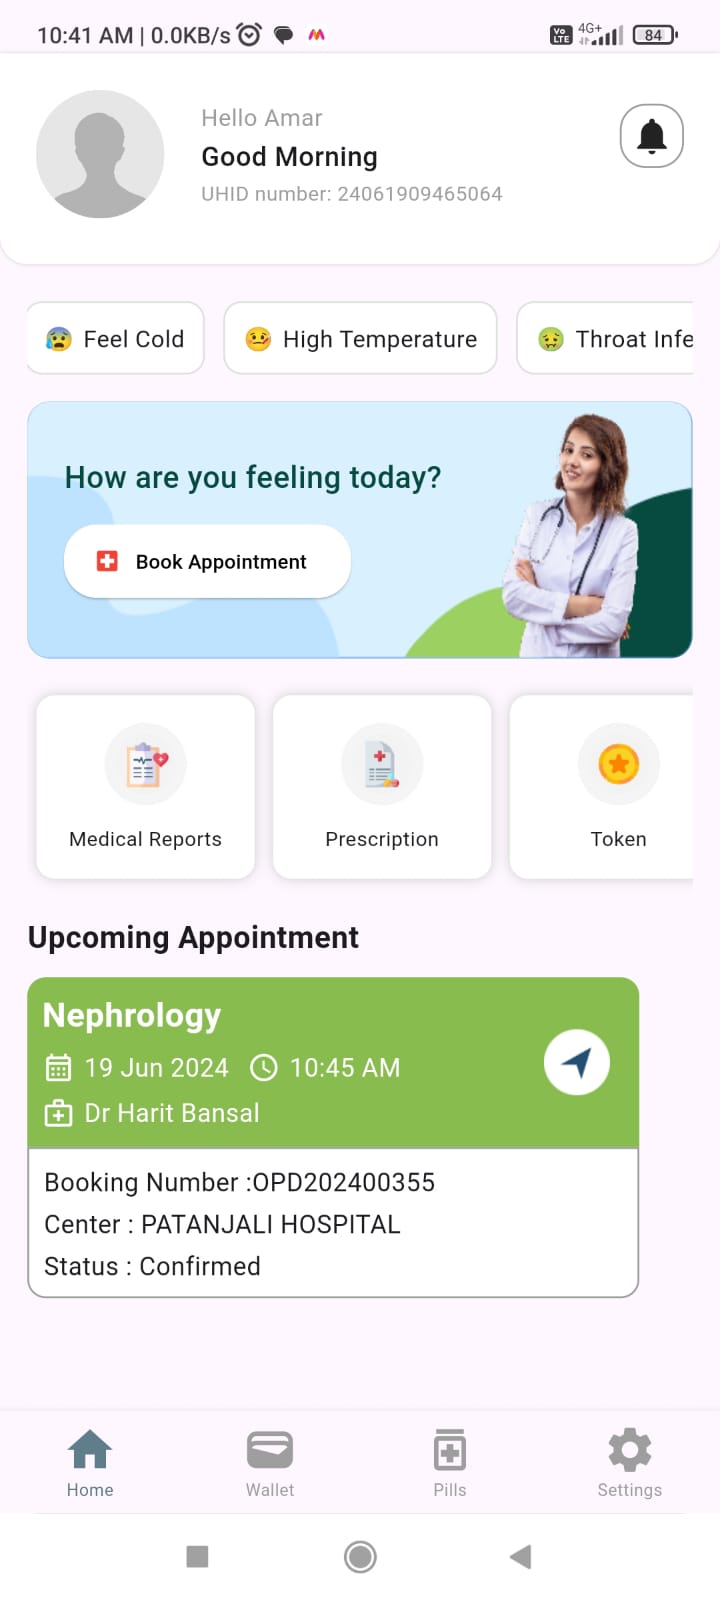 10:41 AM | 0.0KB/s
Vo LTE 4G+ 84
Hello Amar
Good Morning
UHID number: 24061909465064
Feel Cold High Temperature Throat Infe
How are you feeling today?
Book Appointment
Medical Reports Prescription Token
Upcoming Appointment
Nephrology
19 Jun 2024 10:45 AM
Dr Harit Bansal
Booking Number :OPD202400355
Center : PATANJALI HOSPITAL
Status : Confirmed
Home Wallet Pills Settings